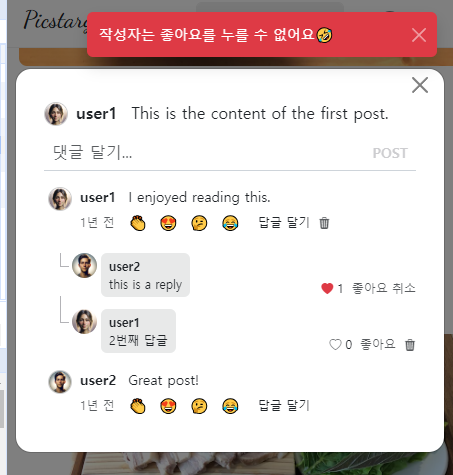 Picstar
작성자는 좋아요를 누를 수 없어요🤣
user1 This is the content of the first post.
댓글 달기... POST
user1 I enjoyed reading this.
1년 전 👏 😍 😕 😂 답글 달기
user2
this is a reply
1 좋아요 취소
user1
2번째 답글
0 좋아요
user2 Great post!
1년 전 👏 😍 😕 😂 답글 달기